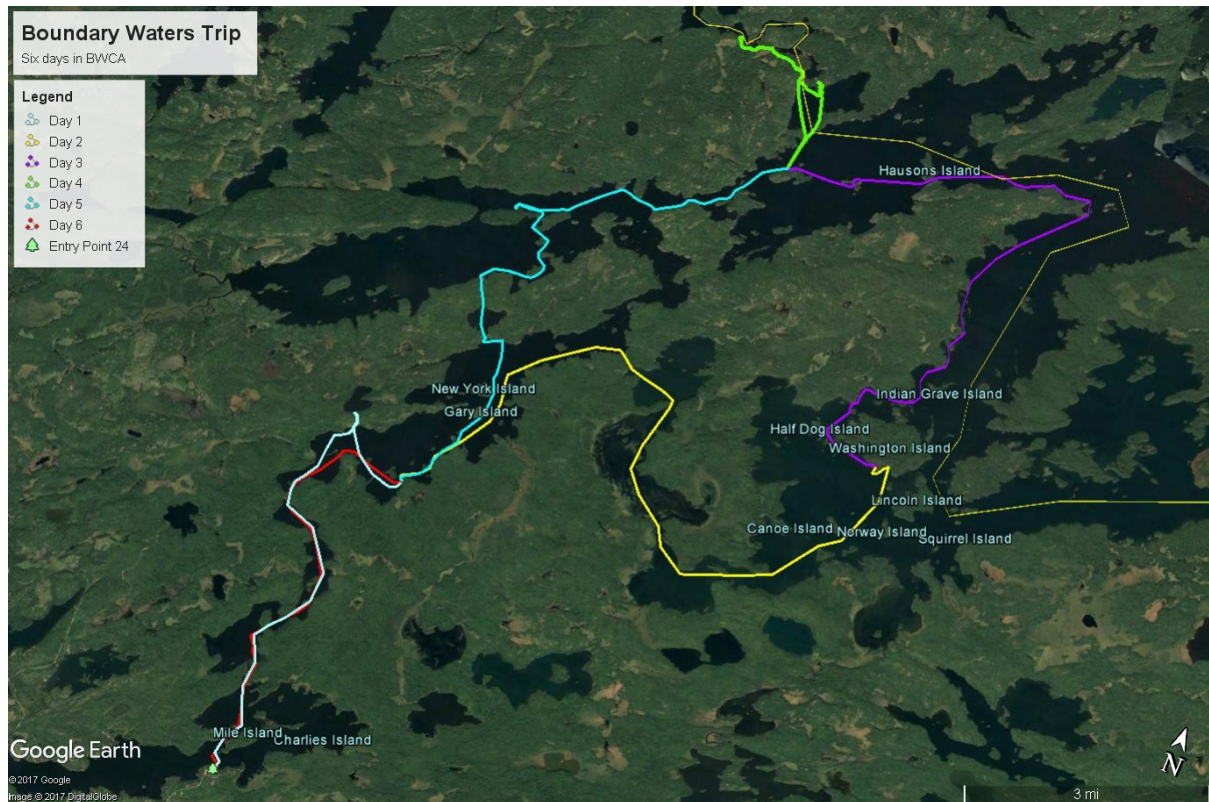 Boundary Waters Trip
Six days in BWCA
Legend
Day 1
Day 2
Day 3
Day 4
Day 5
Day 6
Entry Point 24
Hausons Island
New York Island
Gary Island
Indian Grave Island
Half Dog Island
Washington Island
Lincoln Island
Canoe Island
Norway Island
Squirrel Island
Mile Island
Charlies Island
Google Earth
©2017 Google
Image © 2017 DigitalGlobe
N
3 mi